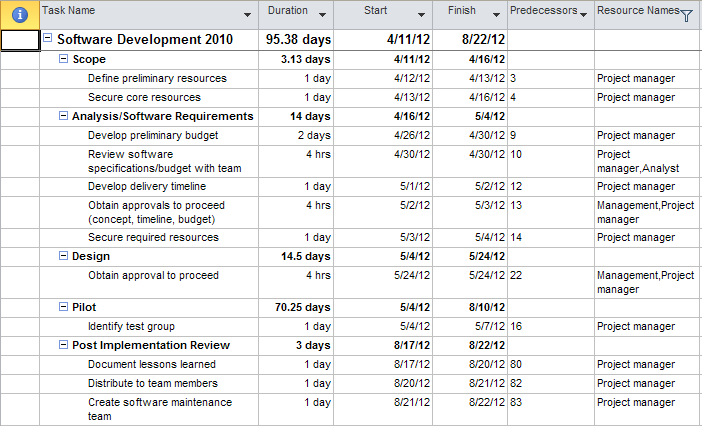 Task Name Duration Start Finish Predecessors Resource Names
Software Development 2010 95.38 days 4/11/12 8/22/12
Scope 3.13 days 4/11/12 4/16/12
Define preliminary resources 1 day 4/12/12 4/13/12 3 Project manager
Secure core resources 1 day 4/13/12 4/16/12 4 Project manager
Analysis/Software Requirements 14 days 4/16/12 5/4/12
Develop preliminary budget 2 days 4/26/12 4/30/12 9 Project manager
Review software 4 hrs 4/30/12 4/30/12 10 Project
specifications/budget with team manager,Analyst
Develop delivery timeline 1 day 5/1/12 5/2/12 12 Project manager
Obtain approvals to proceed 4 hrs 5/2/12 5/3/12 13 Management,Project
(concept, timeline, budget) manager
Secure required resources 1 day 5/3/12 5/4/12 14 Project manager
Design 14.5 days 5/4/12 5/24/12
Obtain approval to proceed 4 hrs 5/24/12 5/24/12 22 Management,Project
manager
Pilot 70.25 days 5/4/12 8/10/12
Identify test group 1 day 5/4/12 5/7/12 16 Project manager
Post Implementation Review 3 days 8/17/12 8/22/12
Document lessons learned 1 day 8/17/12 8/20/12 80 Project manager
Distribute to team members 1 day 8/20/12 8/21/12 82 Project manager
Create software maintenance 1 day 8/21/12 8/22/12 83 Project manager
team